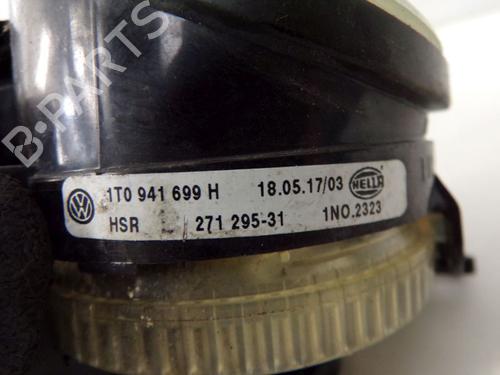 B-PARTS
1T0 941 699 H 18.05.17/03 HELLA
HSR 271 295-31 1NO.2323